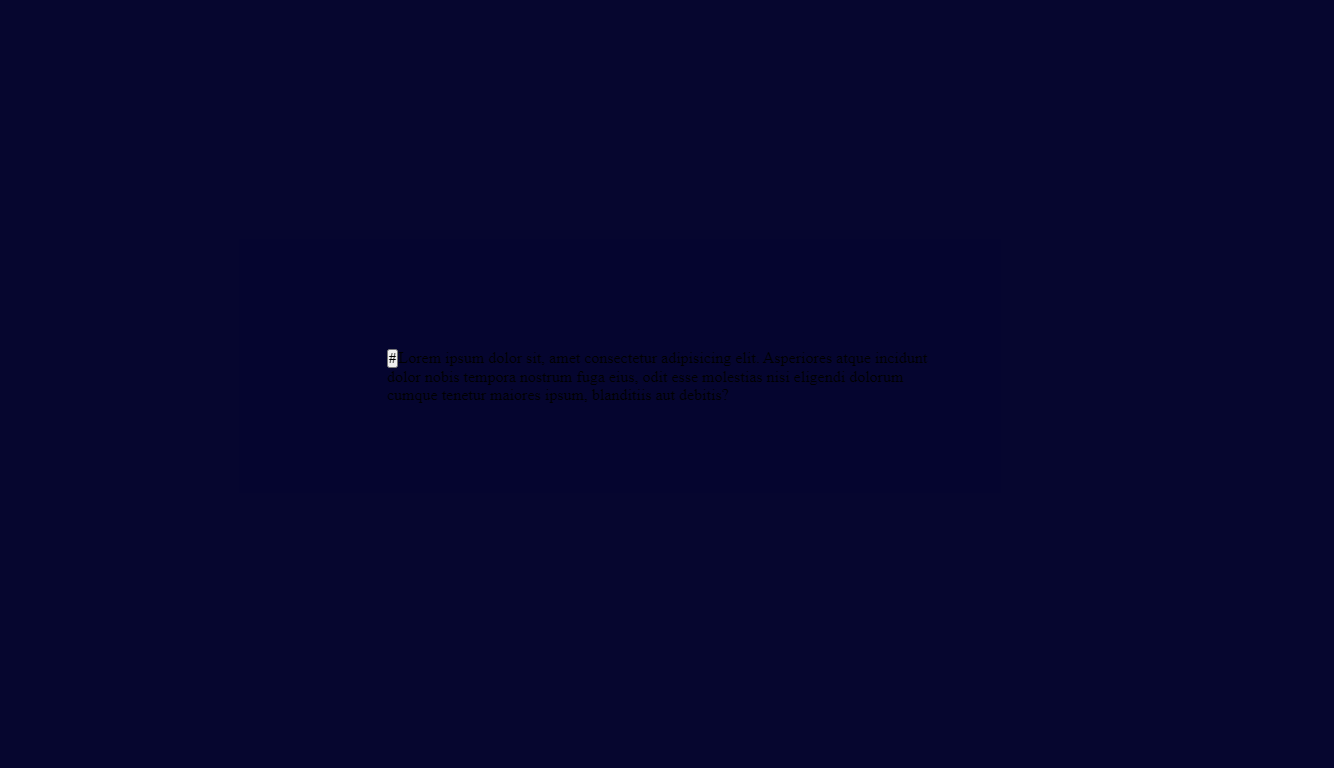 #Lorem ipsum dolor sit, amet consectetur adipisicing elit. Asperiores atque incidunt
dolor nobis tempora nostrum fuga eius, odit esse molestias nisi eligendi dolorum
cumque tenetur maiores ipsum, blanditiis aut debitis?